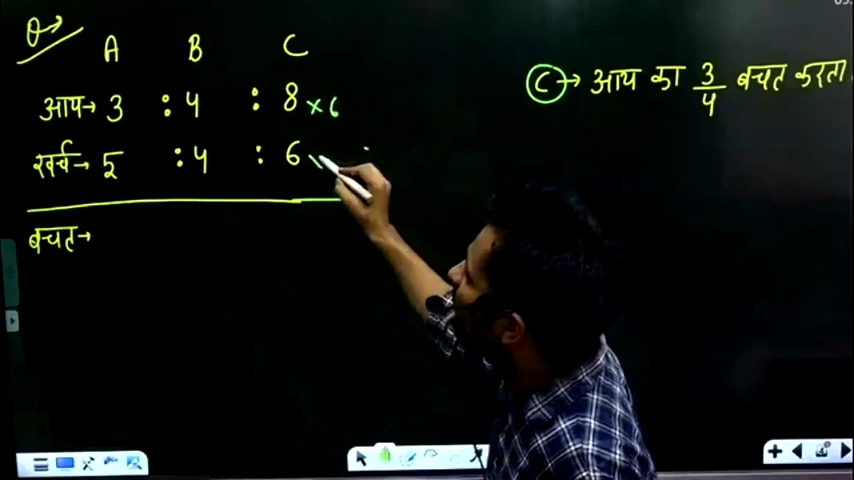 Q→ A B C
आय→ 3 : 4 : 8 × 6
खर्च→ 5 : 4 : 6
बचत→
C → आय का 3/4 बचत करता